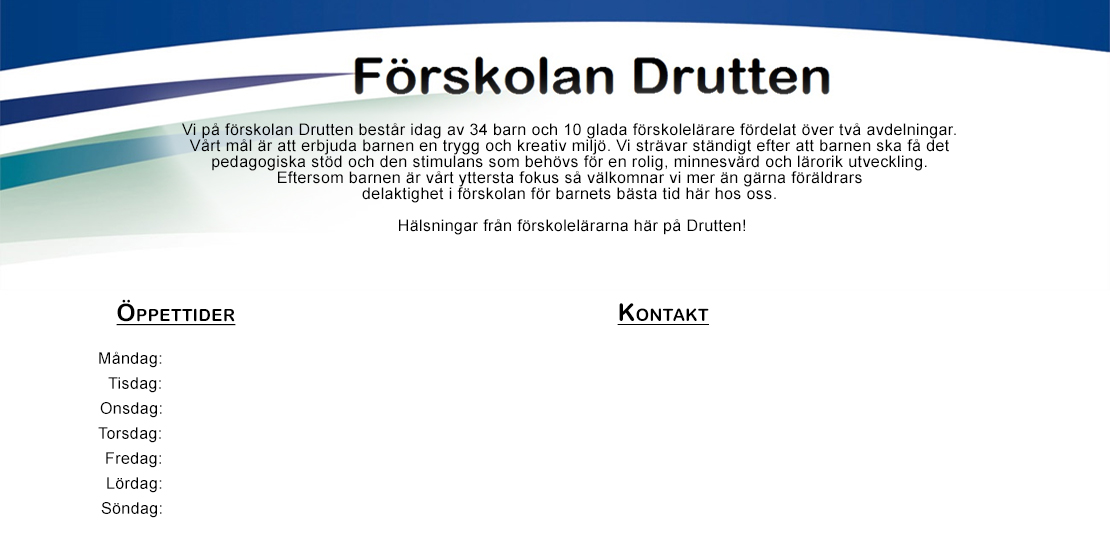 Förskolan Drutten
Vi på förskolan Drutten består idag av 34 barn och 10 glada förskolelärare fördelat över två avdelningar.
Vårt mål är att erbjuda barnen en trygg och kreativ miljö. Vi strävar ständigt efter att barnen ska få det
pedagogiska stöd och den stimulans som behövs för en rolig, minnesvärd och lärorik utveckling.
Eftersom barnen är vårt yttersta fokus så välkomnar vi mer än gärna föräldrars
delaktighet i förskolan för barnets bästa tid här hos oss.
Hälsningar från förskolelärarna här på Drutten!
Öppettider
Måndag:
Tisdag:
Onsdag:
Torsdag:
Fredag:
Lördag:
Söndag:
Kontakt